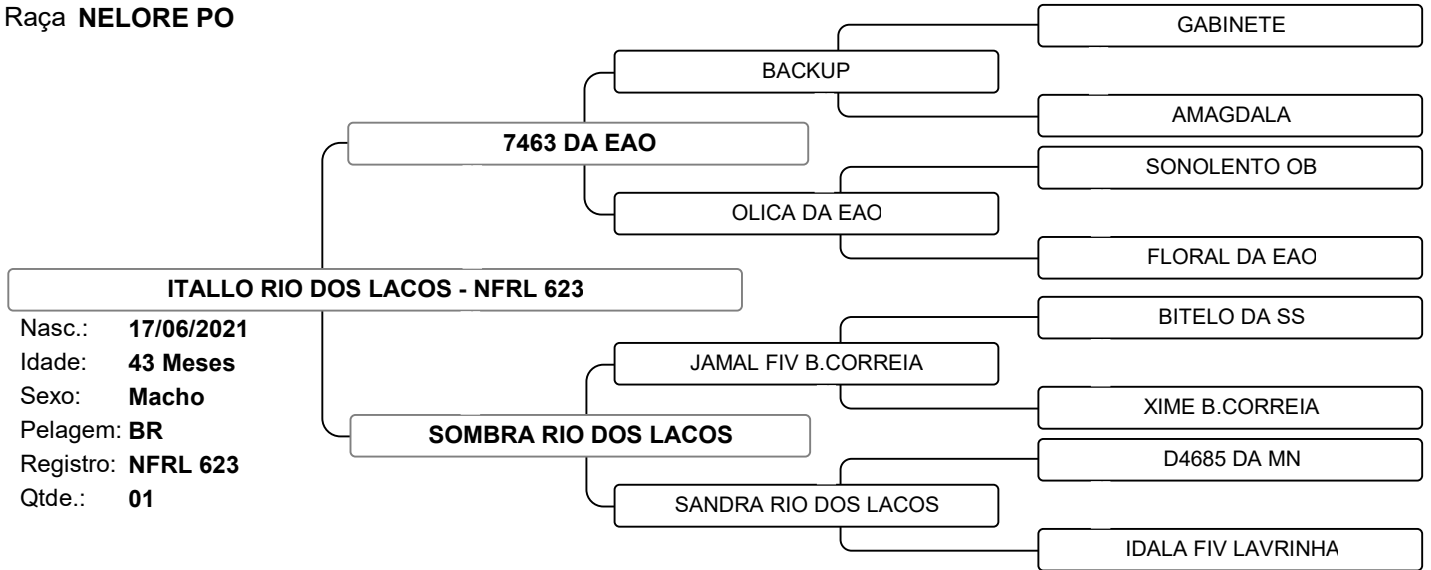 Raça NELORE PO
GABINETE
BACKUP
AMAGDALA
7463 DA EAO
SONOLENTO OB
OLICA DA EAO
FLORAL DA EAO
ITALLO RIO DOS LACOS - NFRL 623
Nasc.: 17/06/2021
Idade: 43 Meses
Sexo: Macho
Pelagem: BR
Registro: NFRL 623
Qtde.: 01
BITELO DA SS
JAMAL FIV B.CORREIA
XIME B.CORREIA
SOMBRA RIO DOS LACOS
D4685 DA MN
SANDRA RIO DOS LACOS
IDALA FIV LAVRINHA